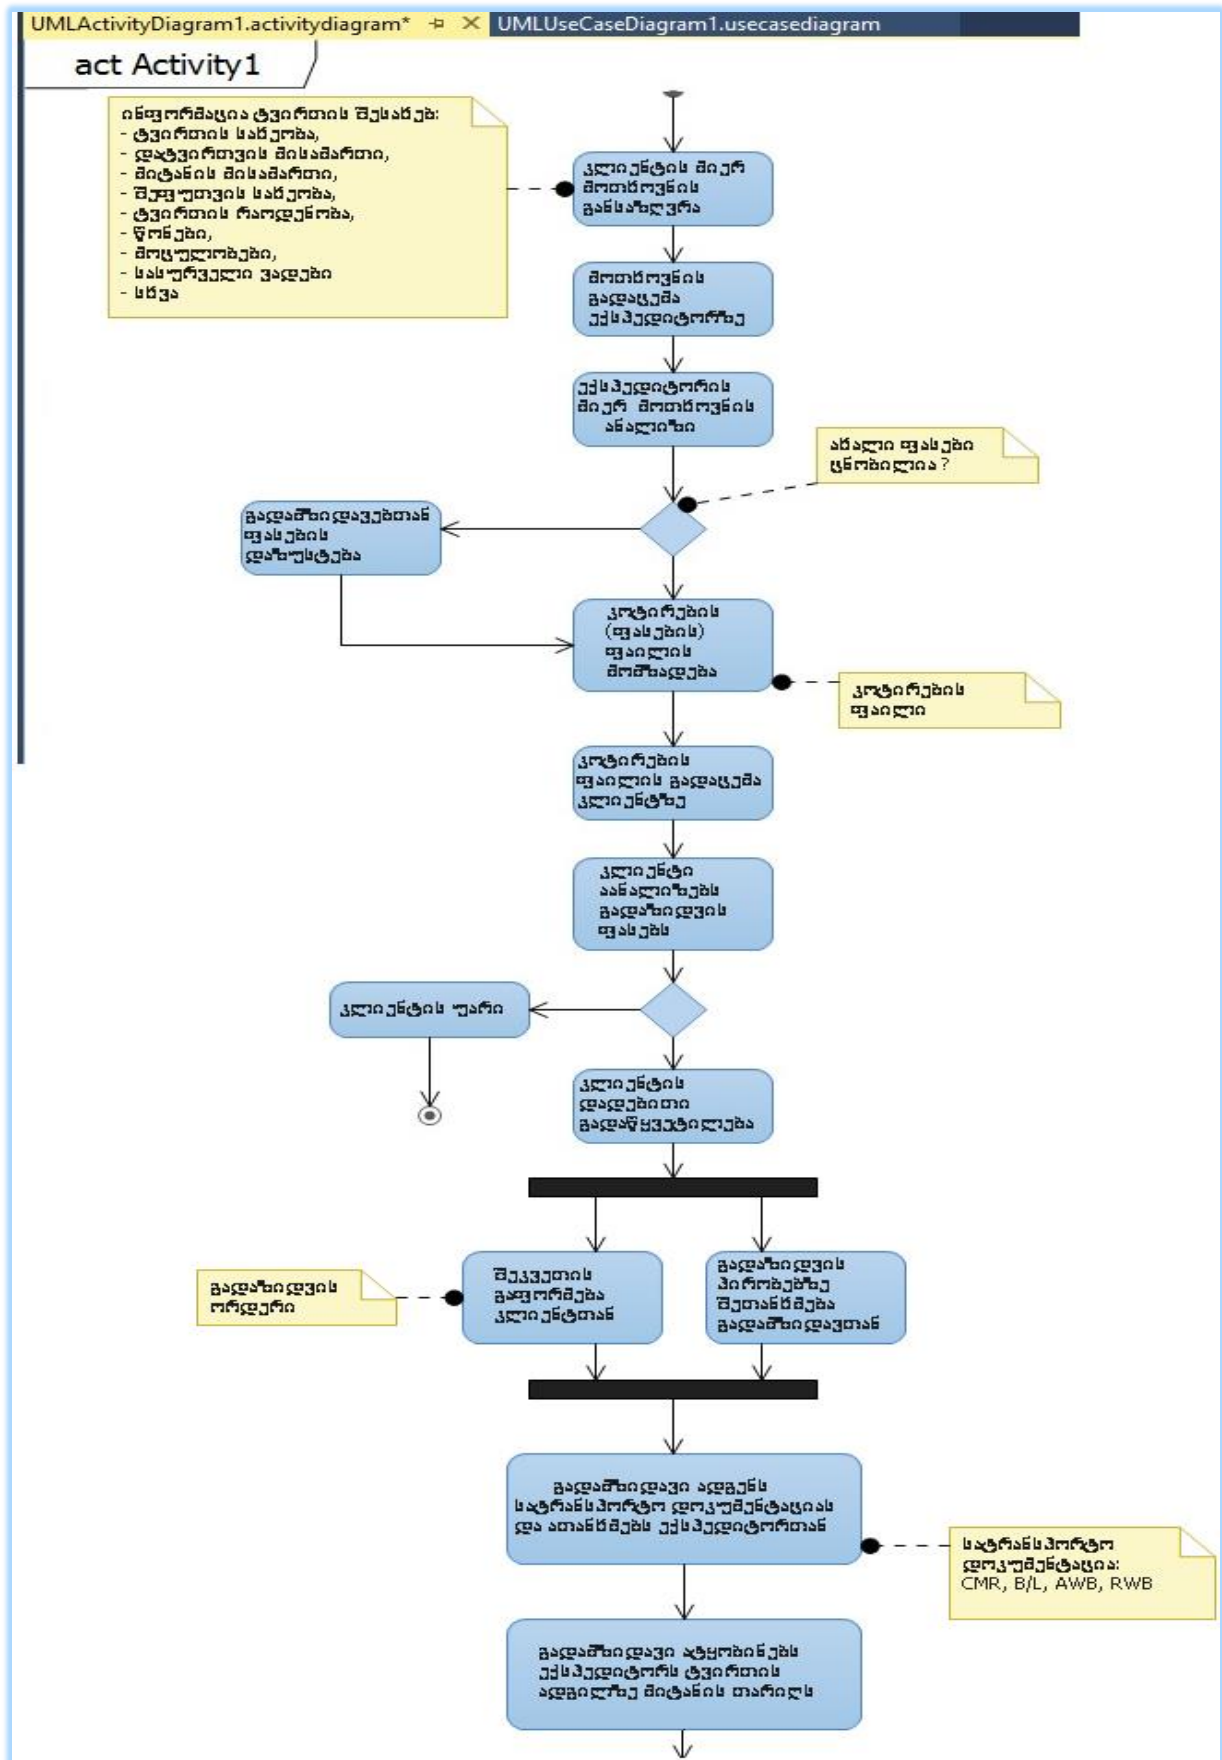 UMLActivityDiagram1.activitydiagram*
UMLUseCaseDiagram1.usecasediagram
act Activity1
ინფორმაცია ტვირთის შესახებ:
- ტვირთის სახეობა,
- დატვირთვის მისამართი,
- მიტანის მისამართი,
- შეფუთვის სახეობა,
- ტვირთის რაოდენობა,
- წონები,
- მოცულობები,
- სასურველი ვადები
- სხვა
კლიენტის მიერ
მოთხოვნის
განსაზღვრა
მოთხოვნის
გადაცემა
ექსპედიტორზე
ექსპედიტორის
მიერ მოთხოვნის
ანალიზი
ახალი ფასები
ცნობილია?
გადამზიდავებთან
ფასების
დაზუსტება
კოტირების
(ფასების)
ფაილის
მომზადება
კოტირების
ფაილი
კოტირების
ფაილის გადაცემა
კლიენტზე
კლიენტი
აანალიზებს
გადაზიდვის
ფასებს
კლიენტის უარი
კლიენტის
დადებითი
გადაწყვეტილება
გადაზიდვის
ორდერი
შეკვეთის
გაფორმება
კლიენტთან
გადაზიდვის
პირობებზე
შეთანხმება
გადამზიდავთან
გადამზიდავი ადგენს
სატრანსპორტო დოკუმენტაციას
და ათანხმებს ექსპედიტორთან
სატრანსპორტო
დოკუმენტაცია:
CMR, B/L, AWB, RWB
გადამზიდავი ატყობინებს
ექსპედიტორს ტვირთის
ადგილზე მიტანის თარიღს